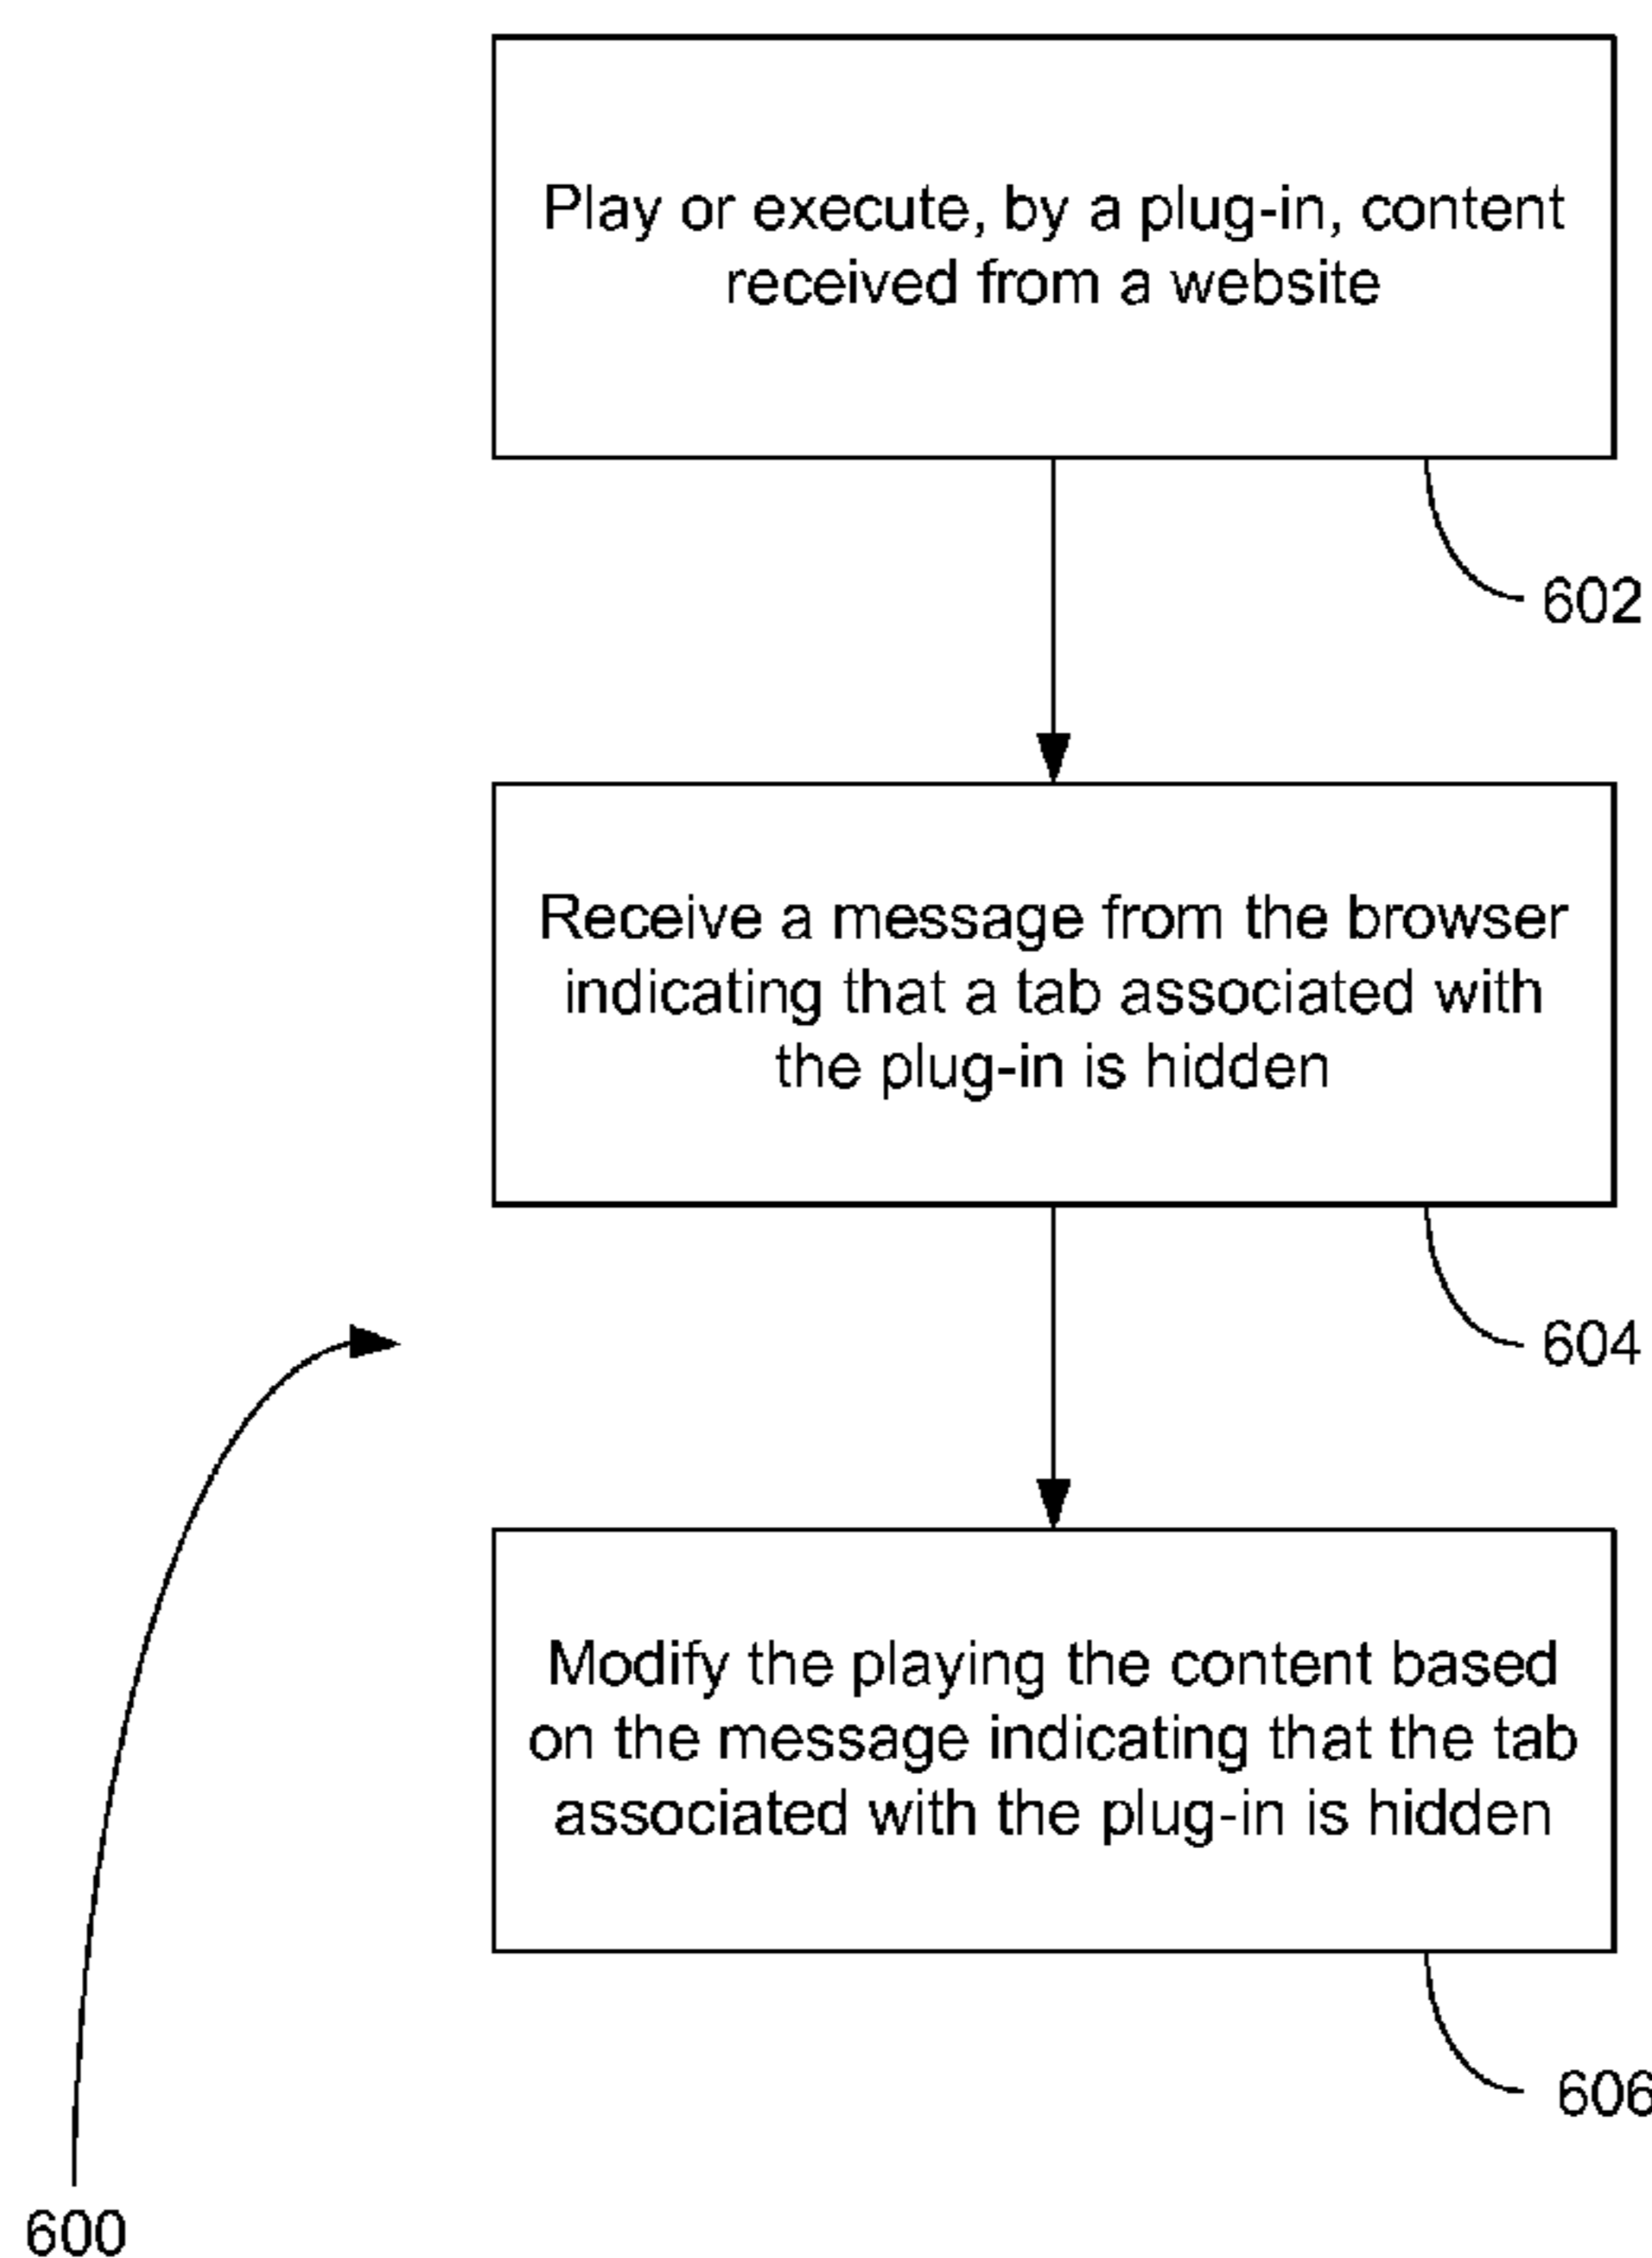 Play or execute, by a plug-in, content
received from a website
602
Receive a message from the browser
indicating that a tab associated with
the plug-in is hidden
604
Modify the playing the content based
on the message indicating that the tab
associated with the plug-in is hidden
606
600